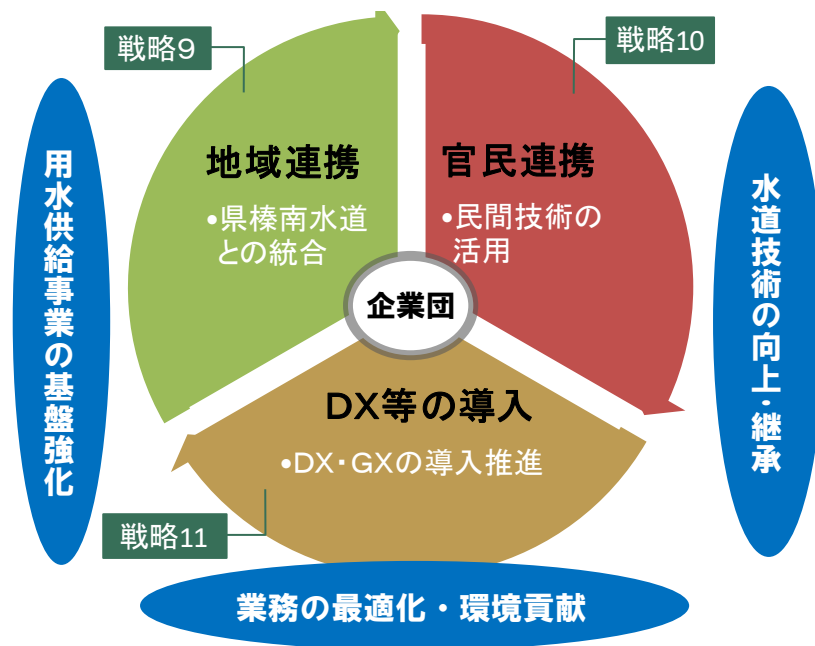 戦略9
戦略10
地域連携
•県榛南水道
との統合
官民連携
•民間技術の
活用
企業団
DX等の導入
•DX・GXの導入推進
戦略11
用水供給事業の基盤強化
水道技術の向上・継承
業務の最適化・環境貢献